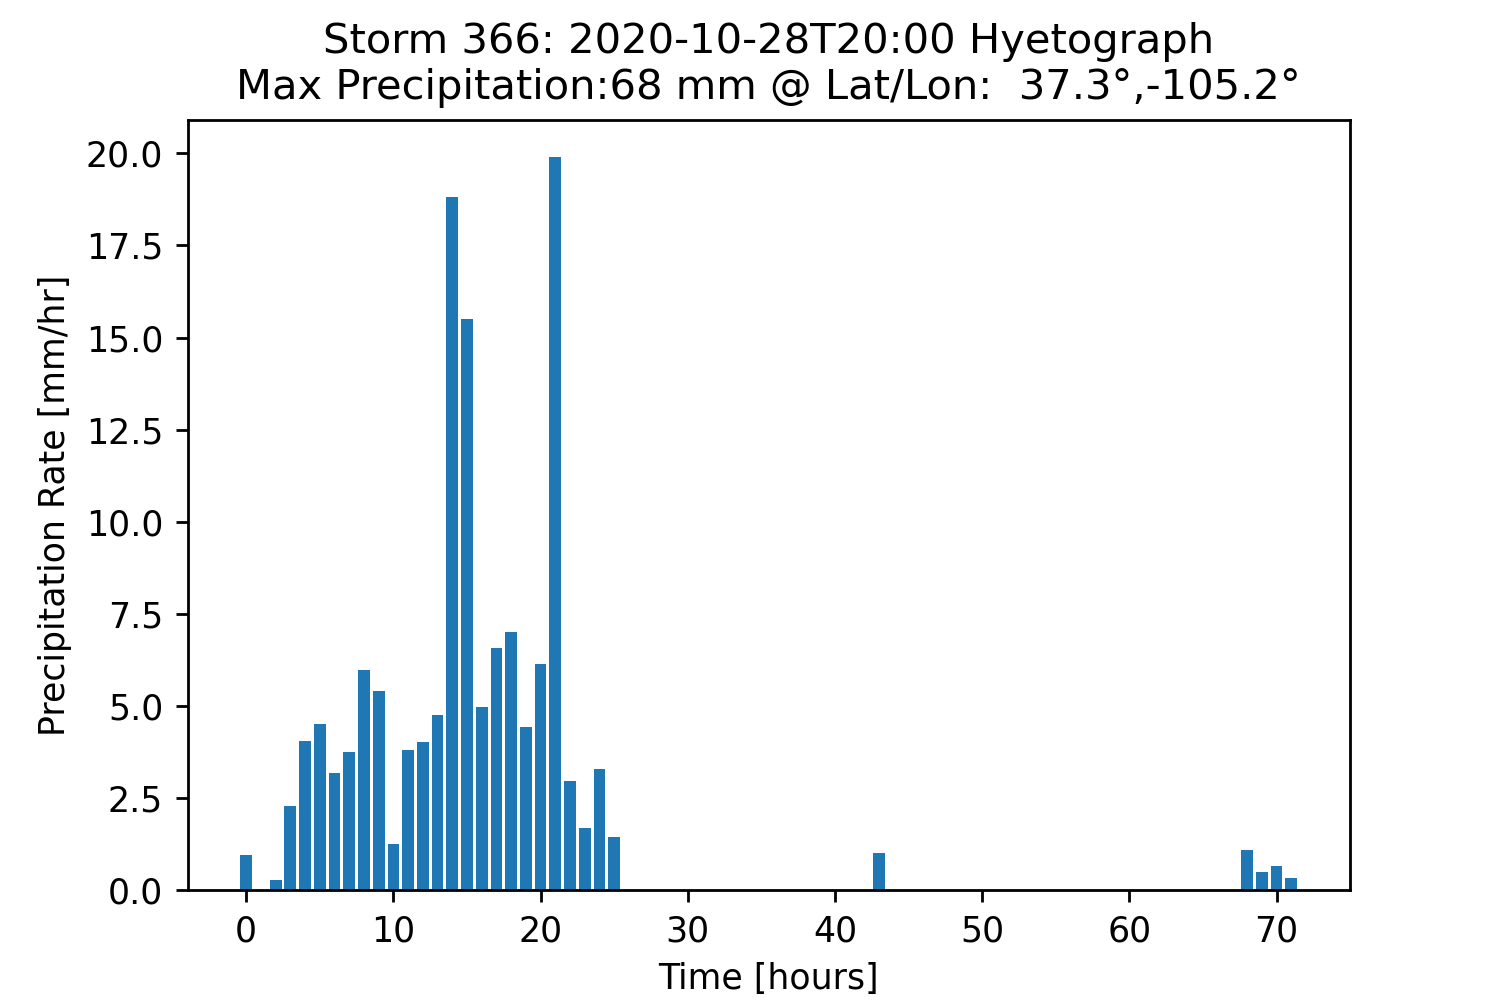 Storm 366: 2020-10-28T20:00 Hyetograph
Max Precipitation:68 mm @ Lat/Lon:  37.3°,-105.2°
20.0
17.5
15.0
12.5
10.0
7.5
5.0
2.5
0.0
Precipitation Rate [mm/hr]
0 10 20 30 40 50 60 70
Time [hours]